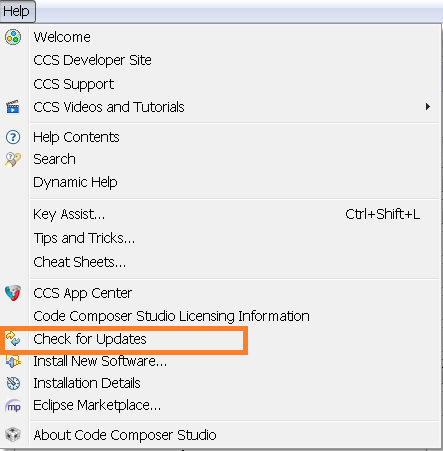 Help
Welcome
CCS Developer Site
CCS Support
CCS Videos and Tutorials
Help Contents
Search
Dynamic Help
Key Assist... Ctrl+Shift+L
Tips and Tricks...
Cheat Sheets...
CCS App Center
Code Composer Studio Licensing Information
Check for Updates
Install New Software...
Installation Details
mp Eclipse Marketplace...
About Code Composer Studio